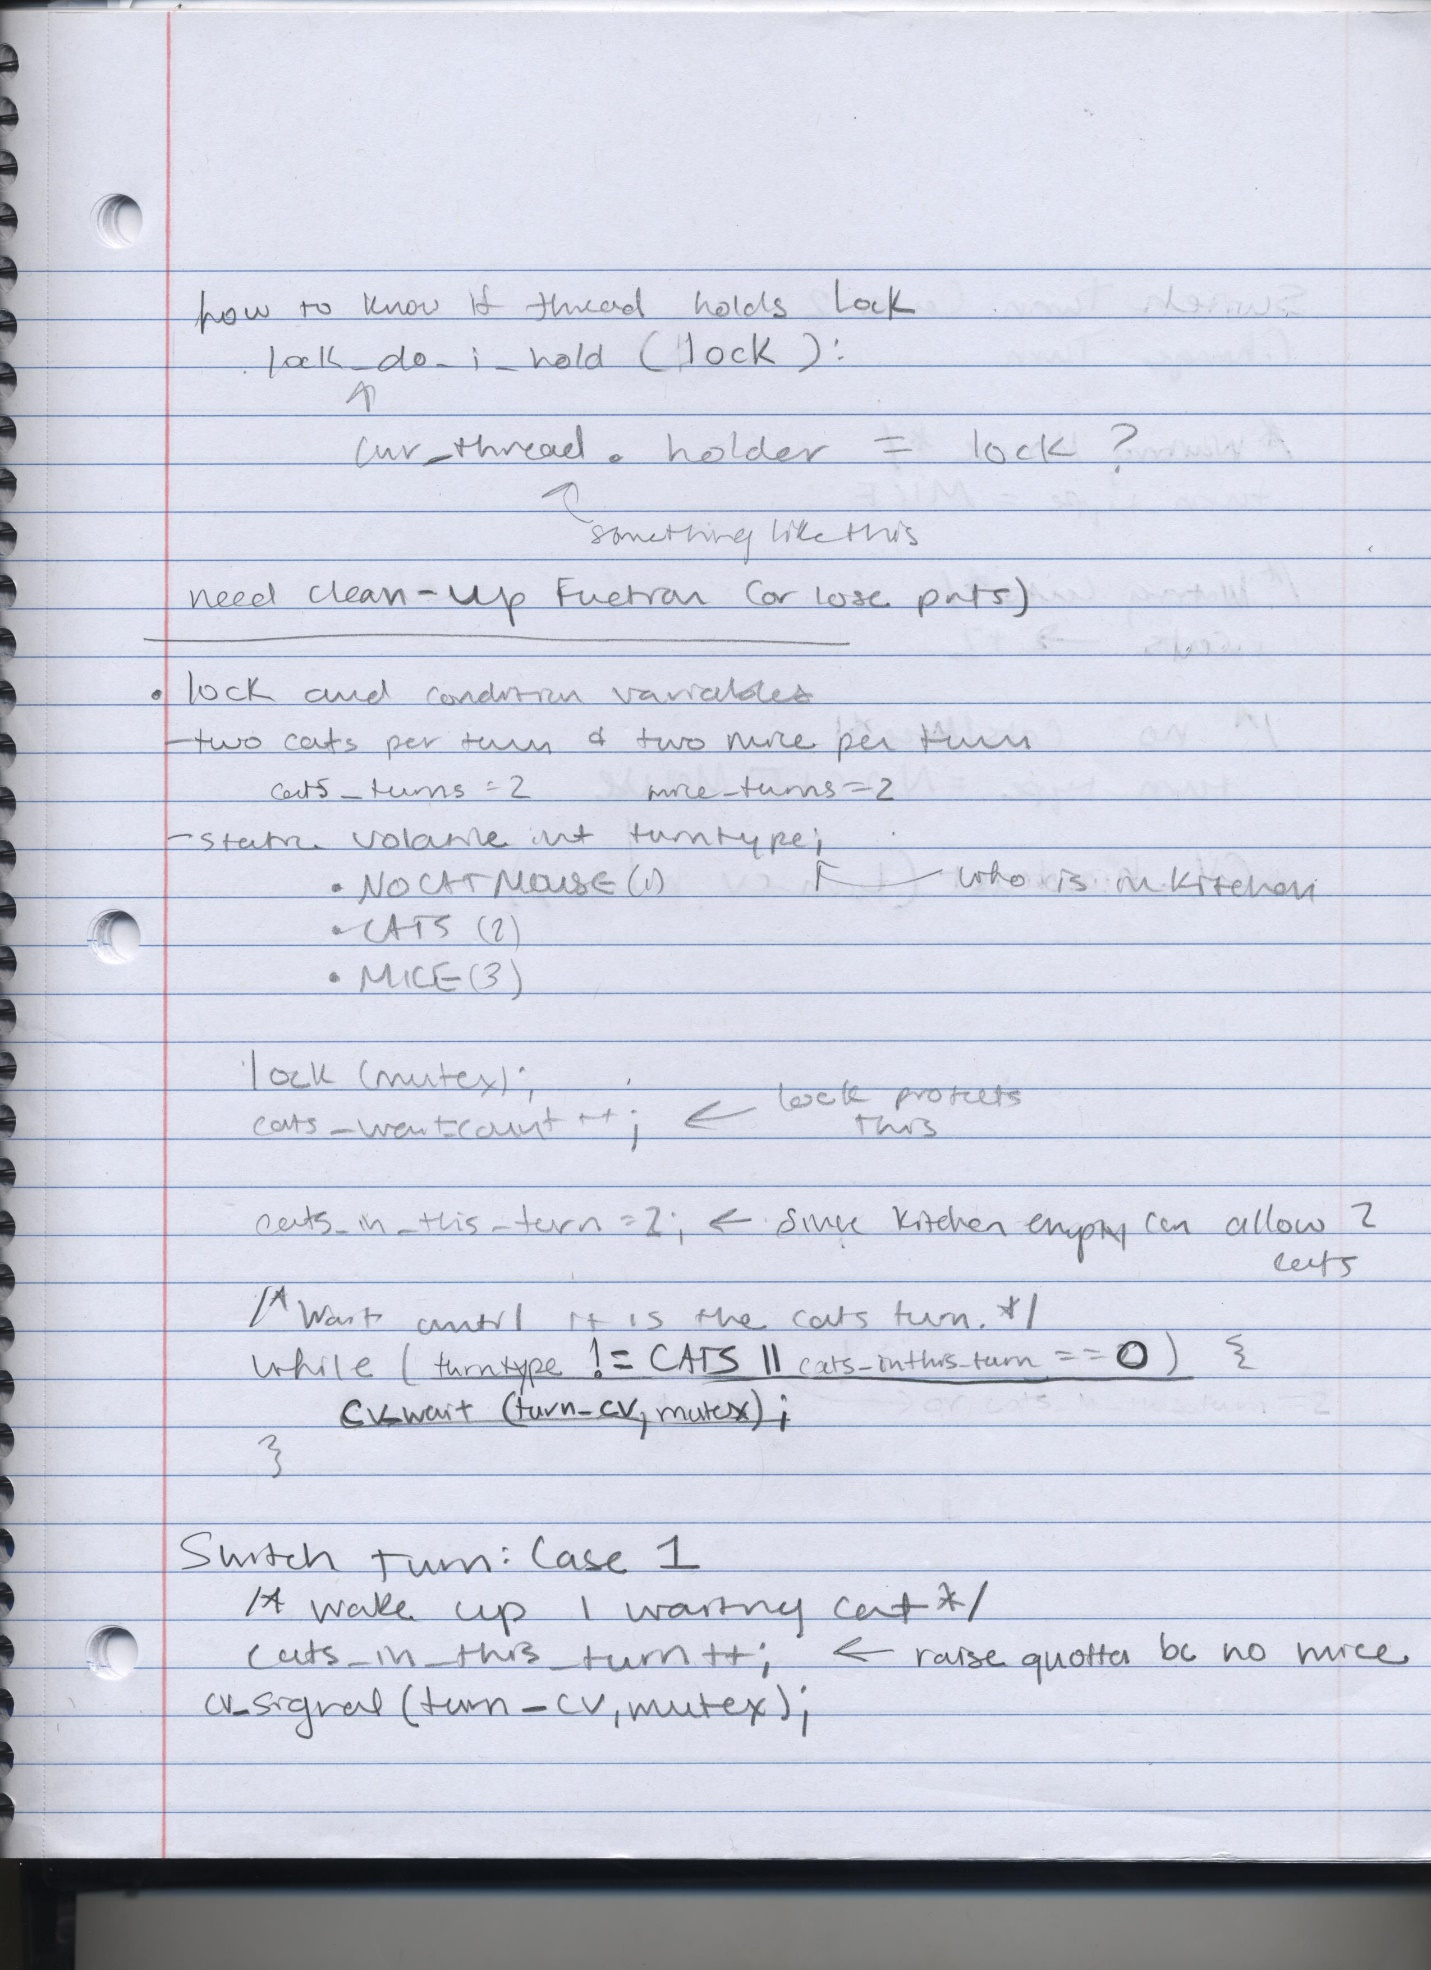 how to know if thread holds lock
lock_do_i_hold (lock):
cur_thread. holder = lock ?
something like this
need clean-up Fuctron (or lose pnts)
• lock and condition variables
-two cats per turn & two mice per turn
cats_turns = 2 mice_turns = 2
-static volatile int turntype;
• NOCATMOUSE (1) who is in kitchen
• CATS (2)
• MICE (3)
lock (mutex);
cats_waitcount ++; ← lock protects
this
cats_in_this_turn = 2; ← Since kitchen empty can allow 2
cats
/* Wait until it is the cats turn. */
while ( turntype != CATS || cats_inthis_turn == 0 ) {
cv_wait (turn_cv, mutex);
}
Switch turn: Case 1
/* wake up 1 waiting cat */
cats_in_this_turn ++; ← raise quotta bc no mice
cv_signal (turn_cv, mutex);